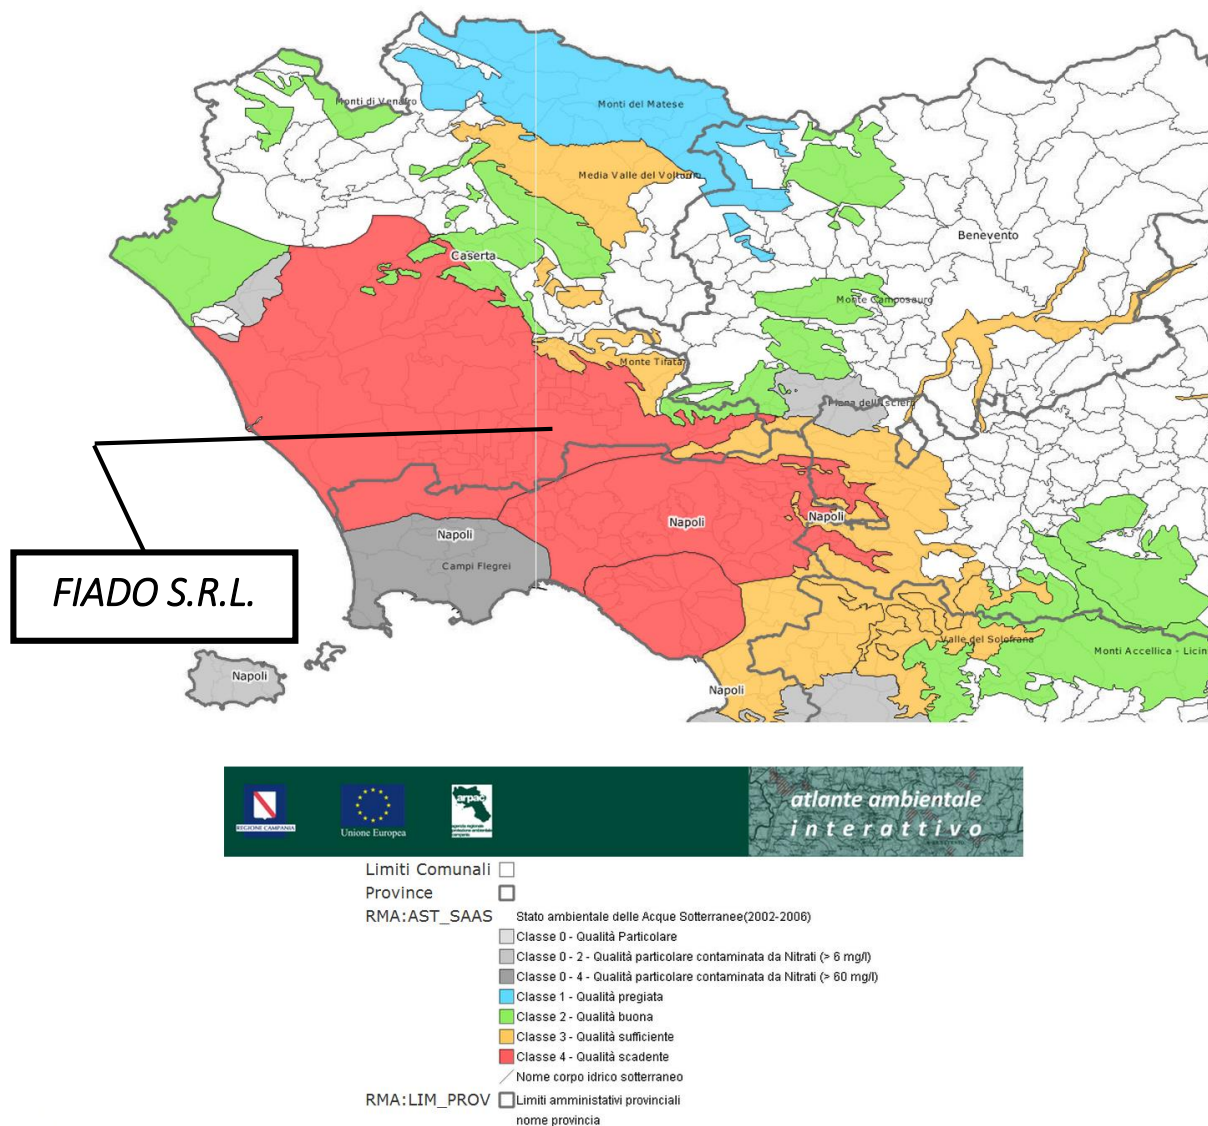 Monti di Venafro
Monti del Matese
Media Valle del Volturno
Benevento
Caserta
Monte Camposauro
Monte Tifata
Piana dell'Isclero
Napoli
Napoli
Napoli
Campi Flegrei
FIADO S.R.L.
Valle del Solofrana
Monti Accellica - Licin
Napoli
Napoli
REGIONE CAMPANIA
Unione Europea
arpac
atlante ambientale
interattivo
Limiti Comunali
Province
RMA:AST_SAAS Stato ambientale delle Acque Sotterranee(2002-2006)
Classe 0 - Qualità Particolare
Classe 0 - 2 - Qualità particolare contaminata da Nitrati (> 6 mg/l)
Classe 0 - 4 - Qualità particolare contaminata da Nitrati (> 60 mg/l)
Classe 1 - Qualità pregiata
Classe 2 - Qualità buona
Classe 3 - Qualità sufficiente
Classe 4 - Qualità scadente
Nome corpo idrico sotterraneo
RMA:LIM_PROV Limiti amministativi provinciali
nome provincia